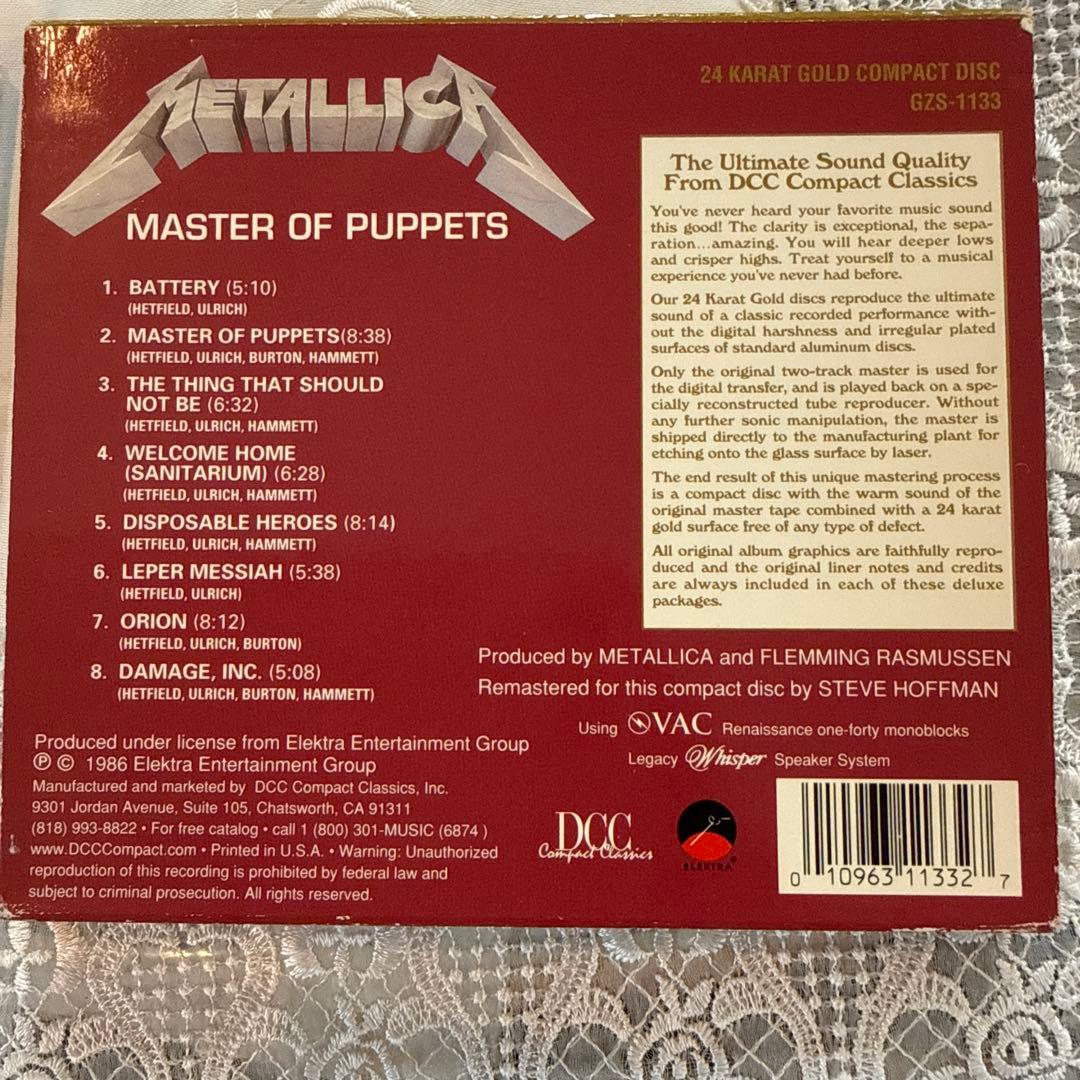 METALLICA
MASTER OF PUPPETS
1. BATTERY (5:10)
(HETFIELD, ULRICH)
2. MASTER OF PUPPETS(8:38)
(HETFIELD, ULRICH, BURTON, HAMMETT)
3. THE THING THAT SHOULD
NOT BE (6:32)
(HETFIELD, ULRICH, HAMMETT)
4. WELCOME HOME
(SANITARIUM) (6:28)
(HETFIELD, ULRICH, HAMMETT)
5. DISPOSABLE HEROES (8:14)
(HETFIELD, ULRICH, HAMMETT)
6. LEPER MESSIAH (5:38)
(HETFIELD, ULRICH)
7. ORION (8:12)
(HETFIELD, ULRICH, BURTON)
8. DAMAGE, INC. (5:08)
(HETFIELD, ULRICH, BURTON, HAMMETT)
24 KARAT GOLD COMPACT DISC
GZS-1133
The Ultimate Sound Quality
From DCC Compact Classics
You've never heard your favorite music sound
this good! The clarity is exceptional, the sepa-
ration...amazing. You will hear deeper lows
and crisper highs. Treat yourself to a musical
experience you've never had before.
Our 24 Karat Gold discs reproduce the ultimate
sound of a classic recorded performance with-
out the digital harshness and irregular plated
surfaces of standard aluminum discs.
Only the original two-track master is used for
the digital transfer, and is played back on a spe-
cially reconstructed tube reproducer. Without
any further sonic manipulation, the master is
shipped directly to the manufacturing plant for
etching onto the glass surface by laser.
The end result of this unique mastering process
is a compact disc with the warm sound of the
original master tape combined with a 24 karat
gold surface free of any type of defect.
All original album graphics are faithfully repro-
duced and the original liner notes and credits
are always included in each of these deluxe
packages.
Produced by METALLICA and FLEMMING RASMUSSEN
Remastered for this compact disc by STEVE HOFFMAN
Using VAC Renaissance one-forty monoblocks
Legacy Whisper Speaker System
Produced under license from Elektra Entertainment Group
℗ © 1986 Elektra Entertainment Group
Manufactured and marketed by DCC Compact Classics, Inc.
9301 Jordan Avenue, Suite 105, Chatsworth, CA 91311
(818) 993-8822 • For free catalog • call 1 (800) 301-MUSIC (6874 )
www.DCCCompact.com • Printed in U.S.A. • Warning: Unauthorized
reproduction of this recording is prohibited by federal law and
subject to criminal prosecution. All rights reserved.
DCC
Compact Classics
ELEKTRA®
0 10963 11332 7